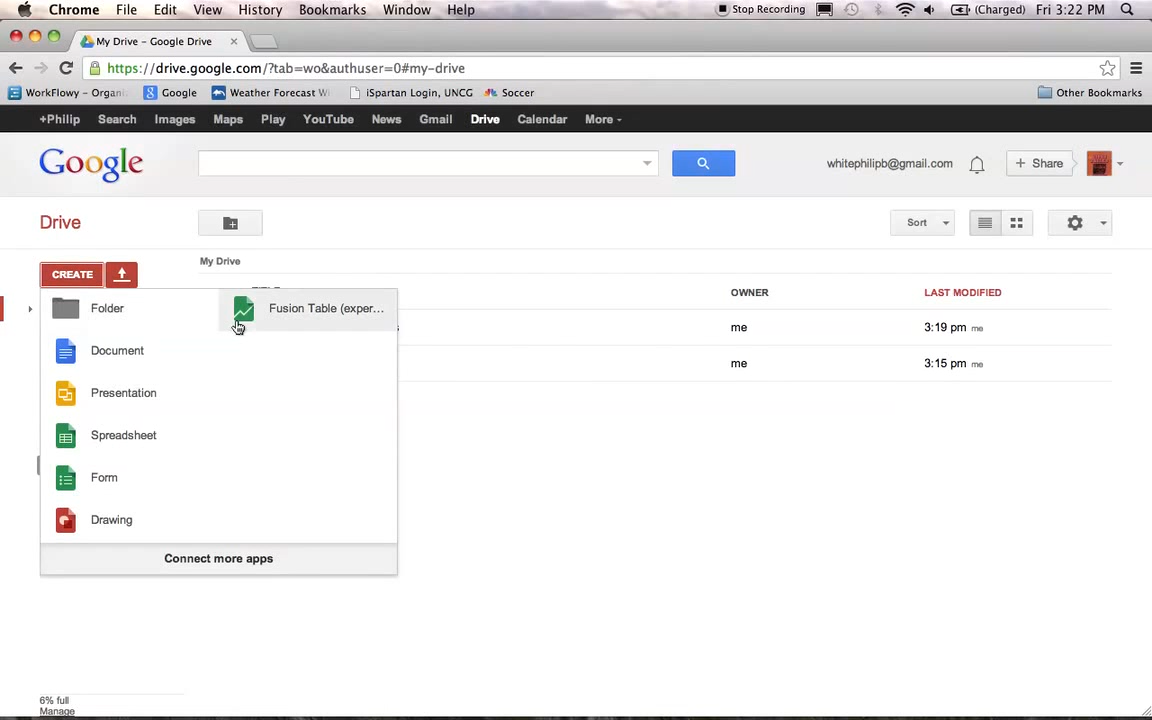 Chrome File Edit View History Bookmarks Window Help Stop Recording (Charged) Fri 3:22 PM
My Drive – Google Drive
https://drive.google.com/?tab=wo&authuser=0#my-drive
WorkFlowy – Organi Google Weather Forecast Wi iSpartan Login, UNCG Soccer Other Bookmarks
+Philip Search Images Maps Play YouTube News Gmail Drive Calendar More
Google whitephilipb@gmail.com + Share
Drive Sort
My Drive
CREATE
OWNER LAST MODIFIED
Folder Fusion Table (exper...
me 3:19 pm me
Document
me 3:15 pm me
Presentation
Spreadsheet
Form
Drawing
Connect more apps
6% full
Manage